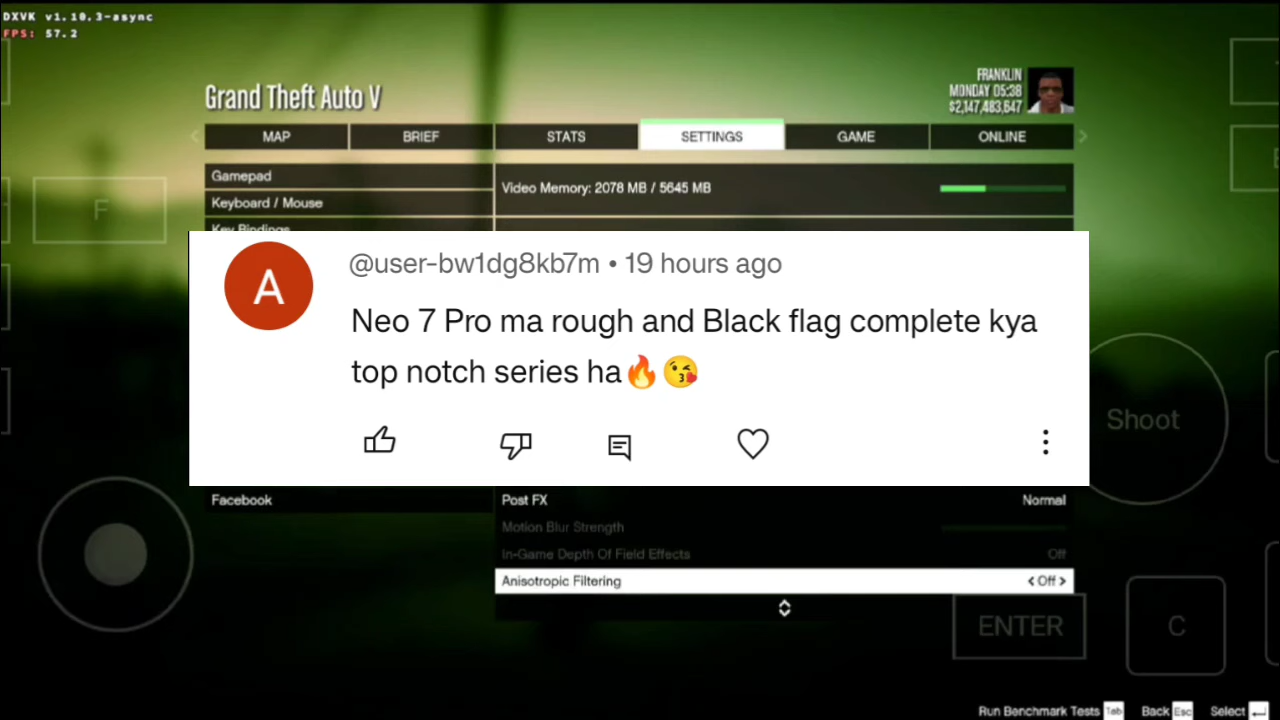 DXVK v1.10.3-async
FPS: 57.2
Grand Theft Auto V
FRANKLIN
MONDAY 05:38
$2,147,483,647
MAP BRIEF STATS SETTINGS GAME ONLINE
Gamepad
Video Memory: 2078 MB / 5645 MB
Keyboard / Mouse
Key Bindings
F
A
@user-bw1dg8kb7m • 19 hours ago
Neo 7 Pro ma rough and Black flag complete kya
top notch series ha🔥😘
Shoot
Facebook
Post FX Normal
Motion Blur Strength
In-Game Depth Of Field Effects Off
Anisotropic Filtering < Off >
ENTER
C
Run Benchmark Tests Tab Back Esc Select